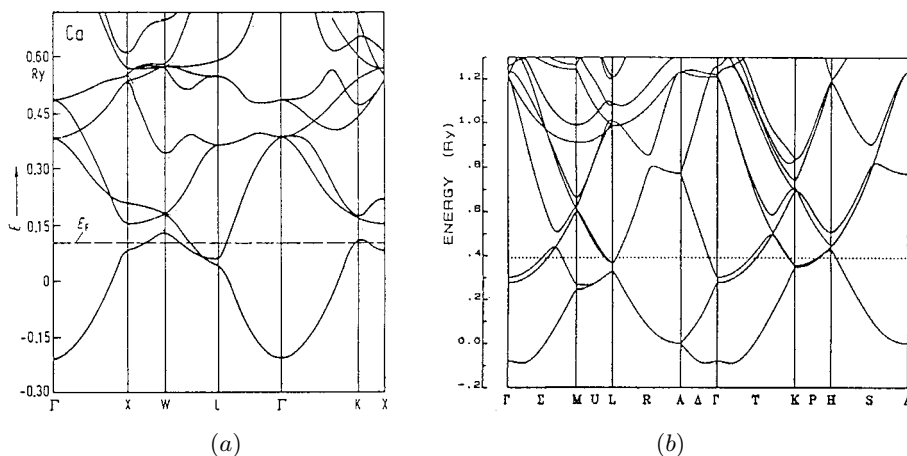 Ca
0.60
Ry
0.45
0.30
E
E_F
0.15
0
-0.15
-0.30
Γ X W L Γ K X
(a)
ENERGY (Ry)
1.2
1.0
.8
.6
.4
.2
0.0
-.2
Γ Σ M U L R A Δ Γ T K P H S A
(b)